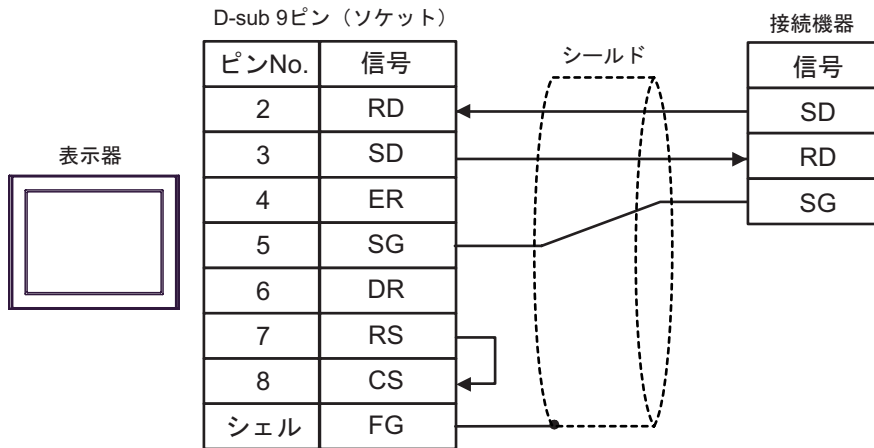 D-sub 9ピン（ソケット）
接続機器
シールド
表示器
ピンNo. 信号
2 RD
3 SD
4 ER
5 SG
6 DR
7 RS
8 CS
シェル FG
信号
SD
RD
SG